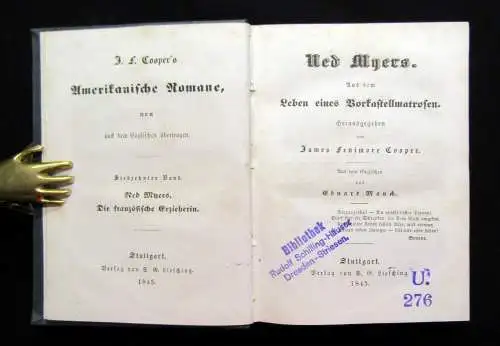 J. F. Cooper's
Amerikanische Romane,
neu
aus dem Englischen übertragen.
Siebzehnter Band.
Ned Myers.
Die französische Erzieherin.
Stuttgart.
Verlag von S. G. Liesching.
1845.
Ned Myers.
Aus dem
Leben eines Vorkastellmatrosen.
Herausgegeben
von
James Fenimore Cooper.
Aus dem Englischen
von
Eduard Mauch.
Bibliothek
Rudolf Schilling-Häuser
Dresden-Striesen.
Stuttgart.
Verlag von S. G. Liesching
1845.
U.
276